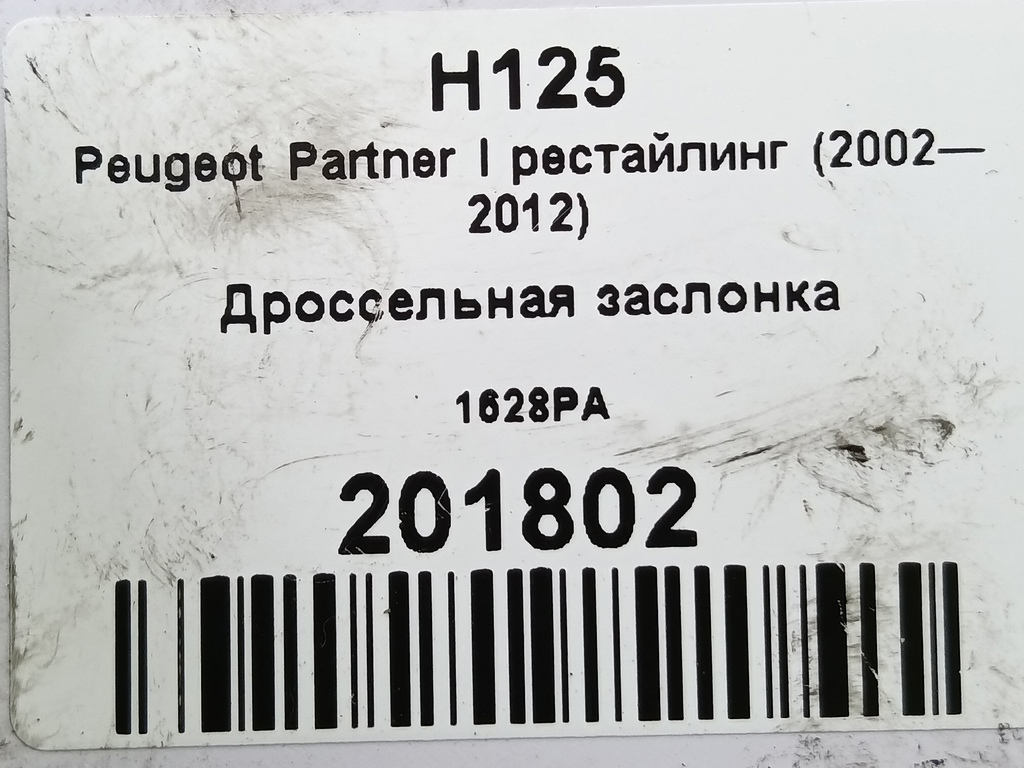 H125
Peugeot Partner I рестайлинг (2002—
2012)
Дроссельная заслонка
1628PA
201802